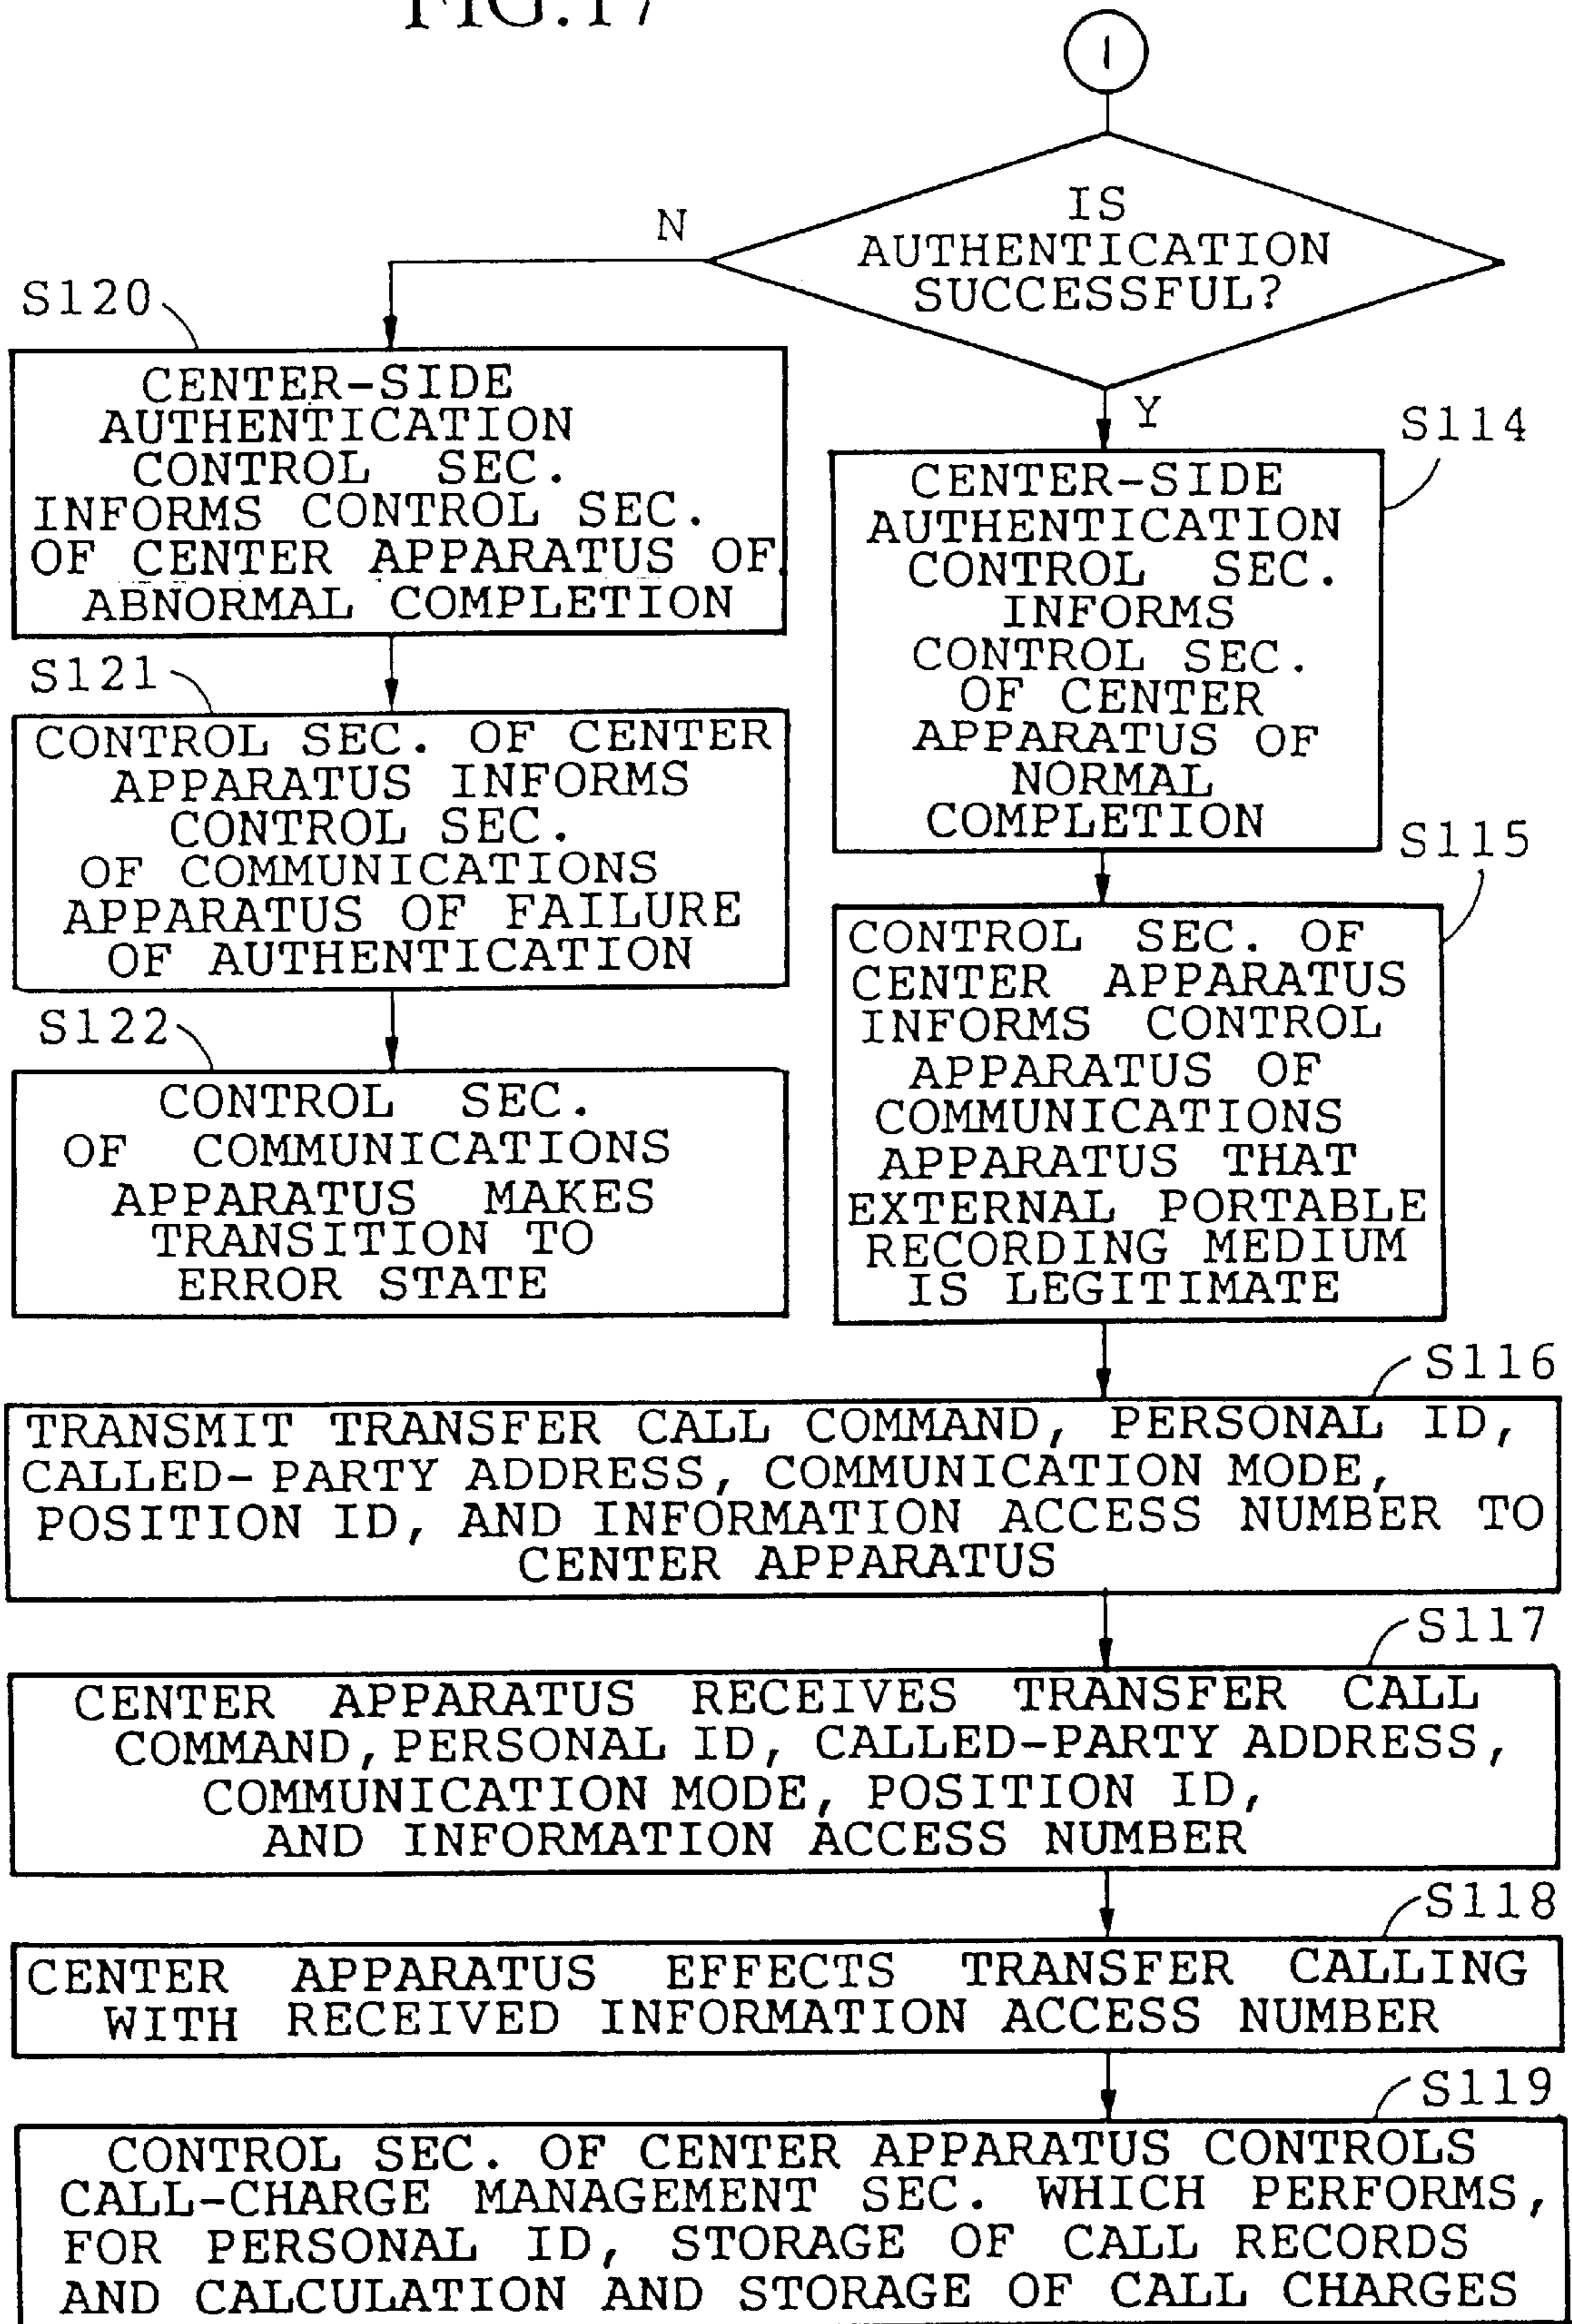 FIG.17
1
IS
AUTHENTICATION
SUCCESSFUL?
N
Y
S120
CENTER-SIDE
AUTHENTICATION
CONTROL SEC.
INFORMS CONTROL SEC.
OF CENTER APPARATUS OF
ABNORMAL COMPLETION
S121
CONTROL SEC. OF CENTER
APPARATUS INFORMS
CONTROL SEC.
OF COMMUNICATIONS
APPARATUS OF FAILURE
OF AUTHENTICATION
S122
CONTROL SEC.
OF COMMUNICATIONS
APPARATUS MAKES
TRANSITION TO
ERROR STATE
S114
CENTER-SIDE
AUTHENTICATION
CONTROL SEC.
INFORMS
CONTROL SEC.
OF CENTER
APPARATUS OF
NORMAL
COMPLETION
S115
CONTROL SEC. OF
CENTER APPARATUS
INFORMS CONTROL
APPARATUS OF
COMMUNICATIONS
APPARATUS THAT
EXTERNAL PORTABLE
RECORDING MEDIUM
IS LEGITIMATE
S116
TRANSMIT TRANSFER CALL COMMAND, PERSONAL ID,
CALLED-PARTY ADDRESS, COMMUNICATION MODE,
POSITION ID, AND INFORMATION ACCESS NUMBER TO
CENTER APPARATUS
S117
CENTER APPARATUS RECEIVES TRANSFER CALL
COMMAND, PERSONAL ID, CALLED-PARTY ADDRESS,
COMMUNICATION MODE, POSITION ID,
AND INFORMATION ACCESS NUMBER
S118
CENTER APPARATUS EFFECTS TRANSFER CALLING
WITH RECEIVED INFORMATION ACCESS NUMBER
S119
CONTROL SEC. OF CENTER APPARATUS CONTROLS
CALL-CHARGE MANAGEMENT SEC. WHICH PERFORMS,
FOR PERSONAL ID, STORAGE OF CALL RECORDS
AND CALCULATION AND STORAGE OF CALL CHARGES